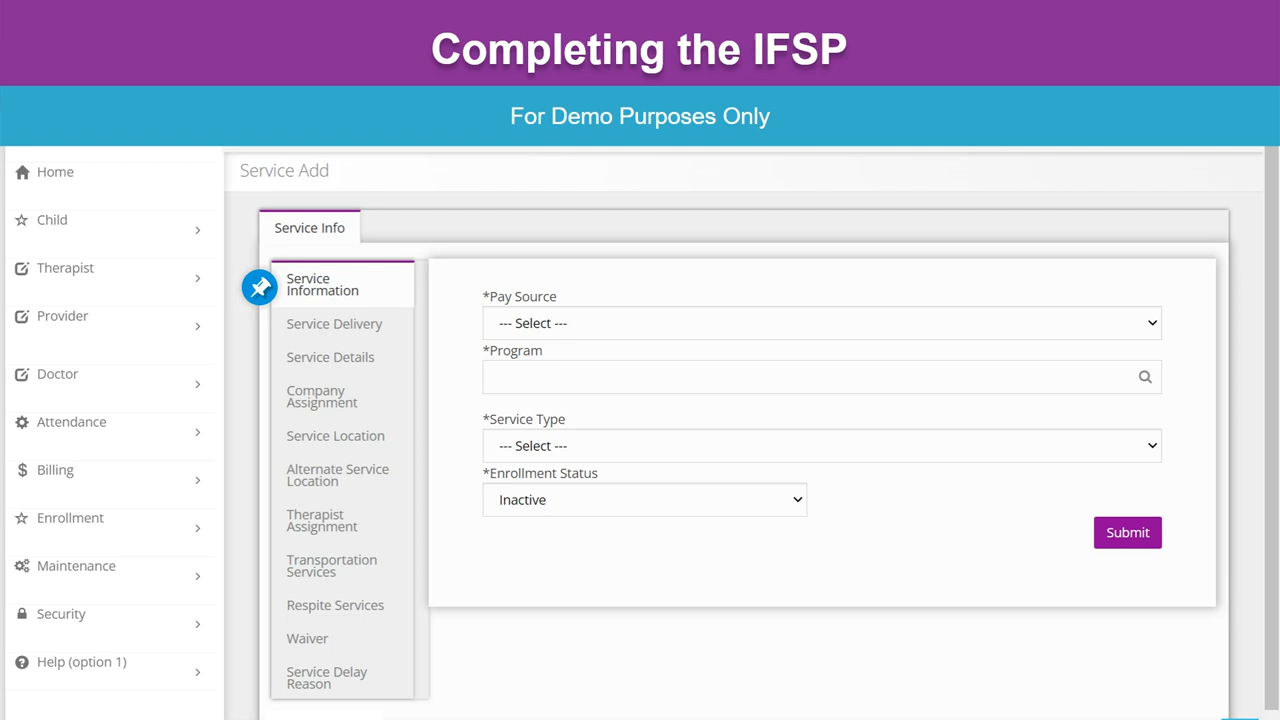 Completing the IFSP
For Demo Purposes Only
Home
Child
Therapist
Provider
Doctor
Attendance
Billing
Enrollment
Maintenance
Security
Help (option 1)
Service Add
Service Info
Service
Information
Service Delivery
Service Details
Company
Assignment
Service Location
Alternate Service
Location
Therapist
Assignment
Transportation
Services
Respite Services
Waiver
Service Delay
Reason
*Pay Source
--- Select ---
*Program
*Service Type
--- Select ---
*Enrollment Status
Inactive
Submit